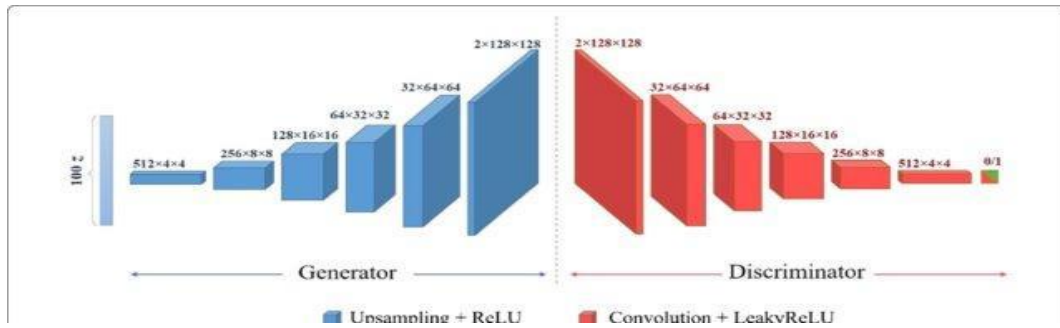 2×128×128
2×128×128
32×64×64
32×64×64
64×32×32
64×32×32
128×16×16
128×16×16
256×8×8
256×8×8
512×4×4
512×4×4
0/1
100 z
Generator
Discriminator
Upsampling + ReLU
Convolution + LeakyReLU